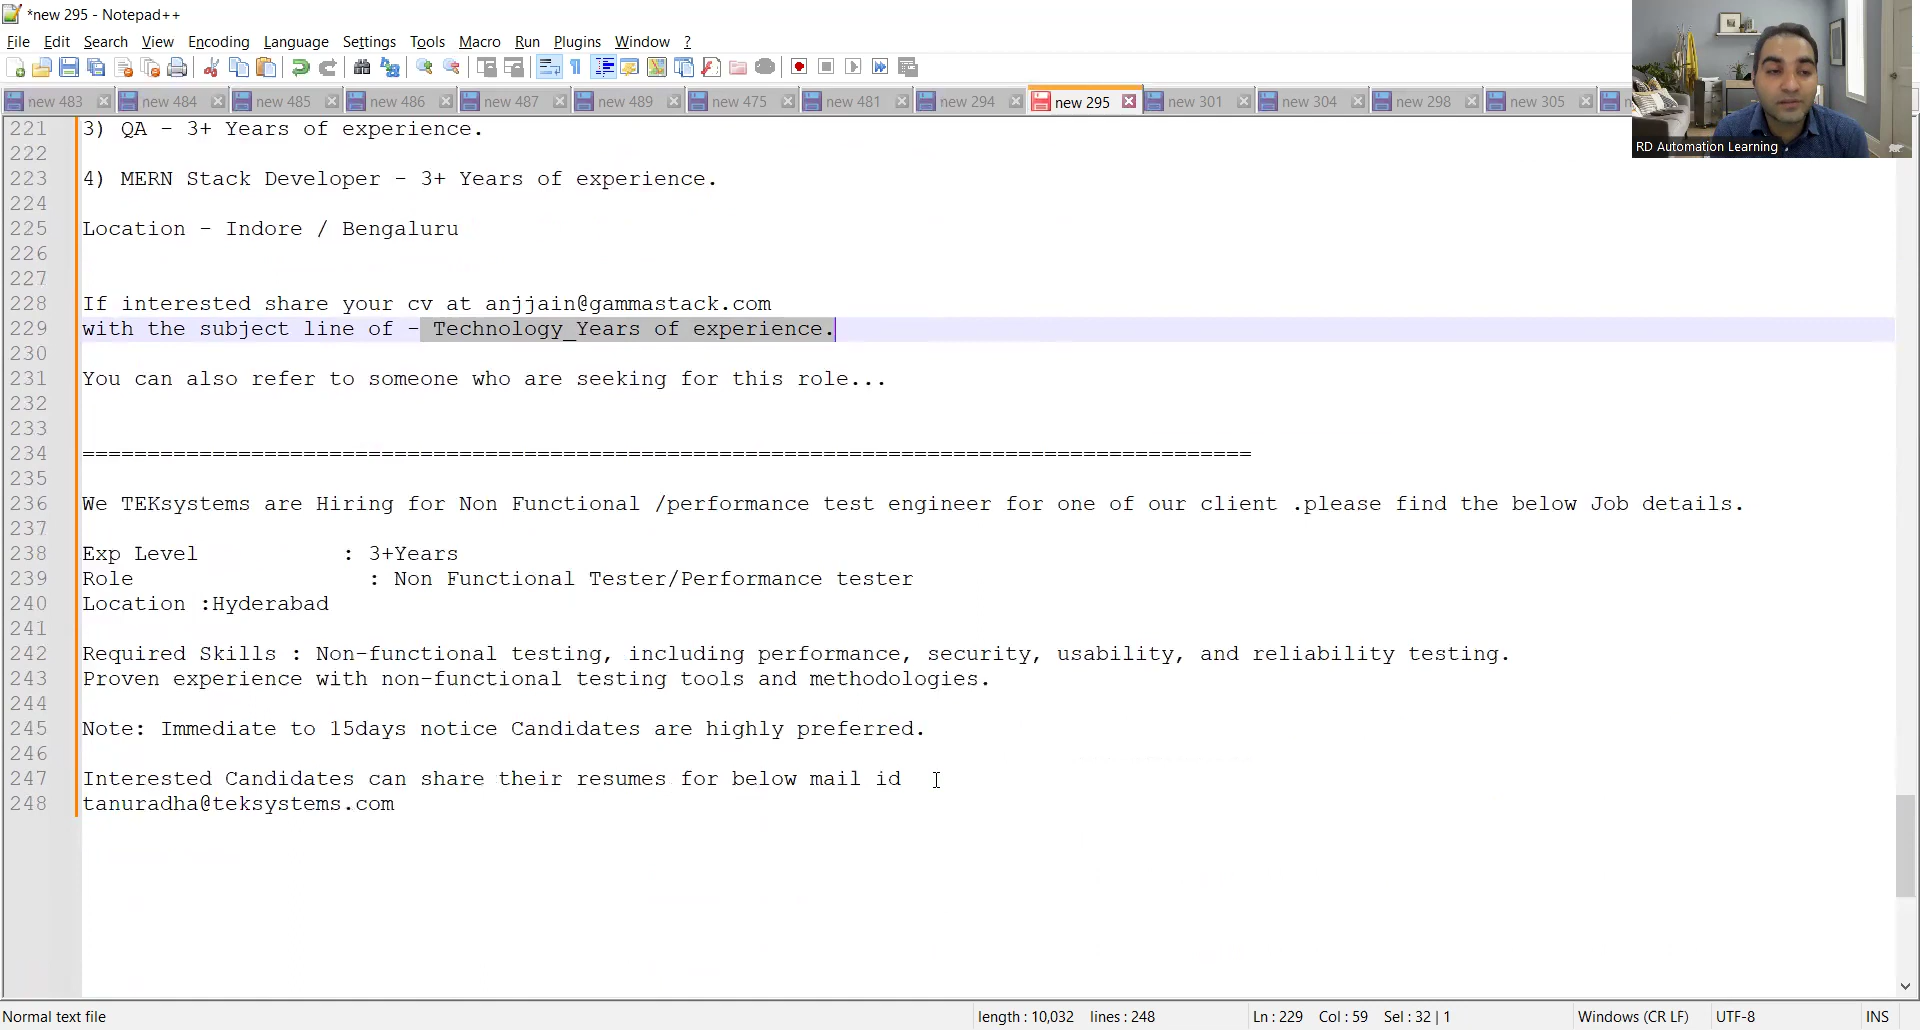 *new 295 - Notepad++
File Edit Search View Encoding Language Settings Tools Macro Run Plugins Window ?
new 483 new 484 new 485 new 486 new 487 new 489 new 475 new 481 new 294 new 295 new 301 new 304 new 298 new 305
RD Automation Learning
221 3) QA - 3+ Years of experience.
222
223 4) MERN Stack Developer - 3+ Years of experience.
224
225 Location - Indore / Bengaluru
226
227
228 If interested share your cv at anjjain@gammastack.com
229 with the subject line of - Technology_Years of experience.
230
231 You can also refer to someone who are seeking for this role...
232
233
234 ==========================================================================================
235
236 We TEKsystems are Hiring for Non Functional /performance test engineer for one of our client .please find the below Job details.
237
238 Exp Level : 3+Years
239 Role : Non Functional Tester/Performance tester
240 Location :Hyderabad
241
242 Required Skills : Non-functional testing, including performance, security, usability, and reliability testing.
243 Proven experience with non-functional testing tools and methodologies.
244
245 Note: Immediate to 15days notice Candidates are highly preferred.
246
247 Interested Candidates can share their resumes for below mail id
248 tanuradha@teksystems.com
Normal text file length : 10,032 lines : 248 Ln : 229 Col : 59 Sel : 32 | 1 Windows (CR LF) UTF-8 INS